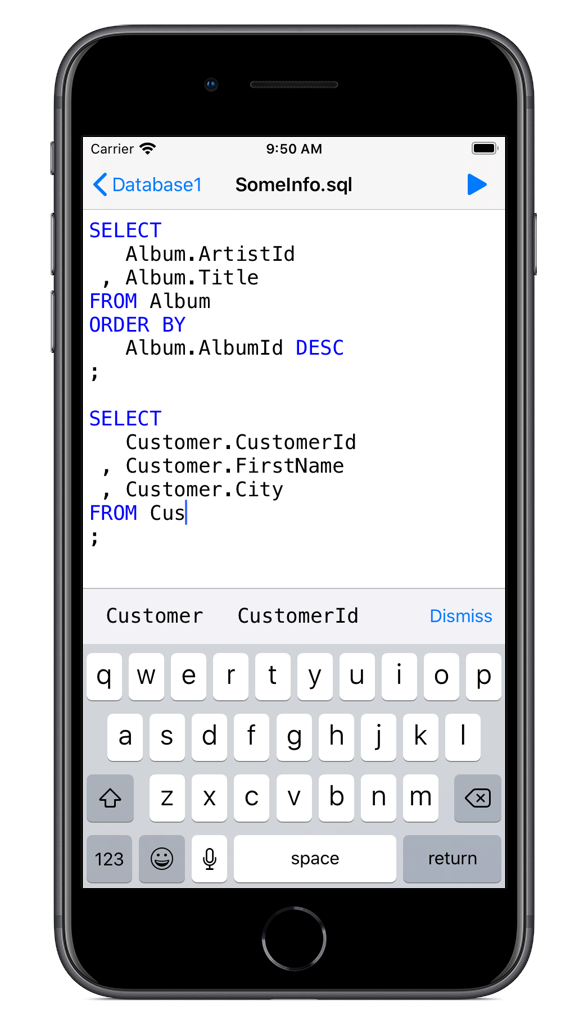 Carrier 9:50 AM
Database1 SomeInfo.sql
SELECT
   Album.ArtistId
 , Album.Title
FROM Album
ORDER BY
   Album.AlbumId DESC
;
SELECT
   Customer.CustomerId
 , Customer.FirstName
 , Customer.City
FROM Cus
;
Customer CustomerId Dismiss
q w e r t y u i o p
a s d f g h j k l
z x c v b n m
123 space return